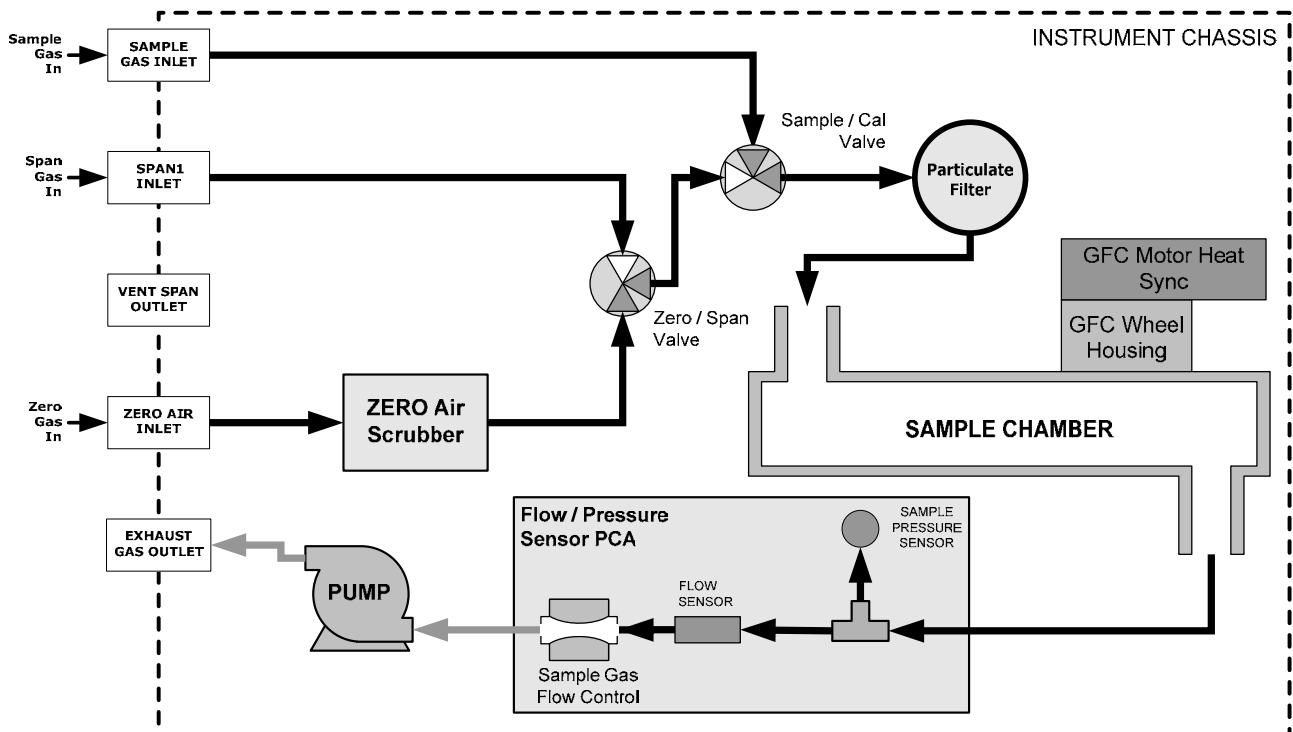 INSTRUMENT CHASSIS
Sample
Gas
In
SAMPLE
GAS INLET
Sample / Cal
Valve
Span
Gas
In
SPAN1
INLET
Particulate
Filter
VENT SPAN
OUTLET
Zero / Span
Valve
GFC Motor Heat
Sync
GFC Wheel
Housing
Zero
Gas
In
ZERO AIR
INLET
ZERO Air
Scrubber
SAMPLE CHAMBER
EXHAUST
GAS OUTLET
PUMP
Flow / Pressure
Sensor PCA
SAMPLE
PRESSURE
SENSOR
FLOW
SENSOR
Sample Gas
Flow Control